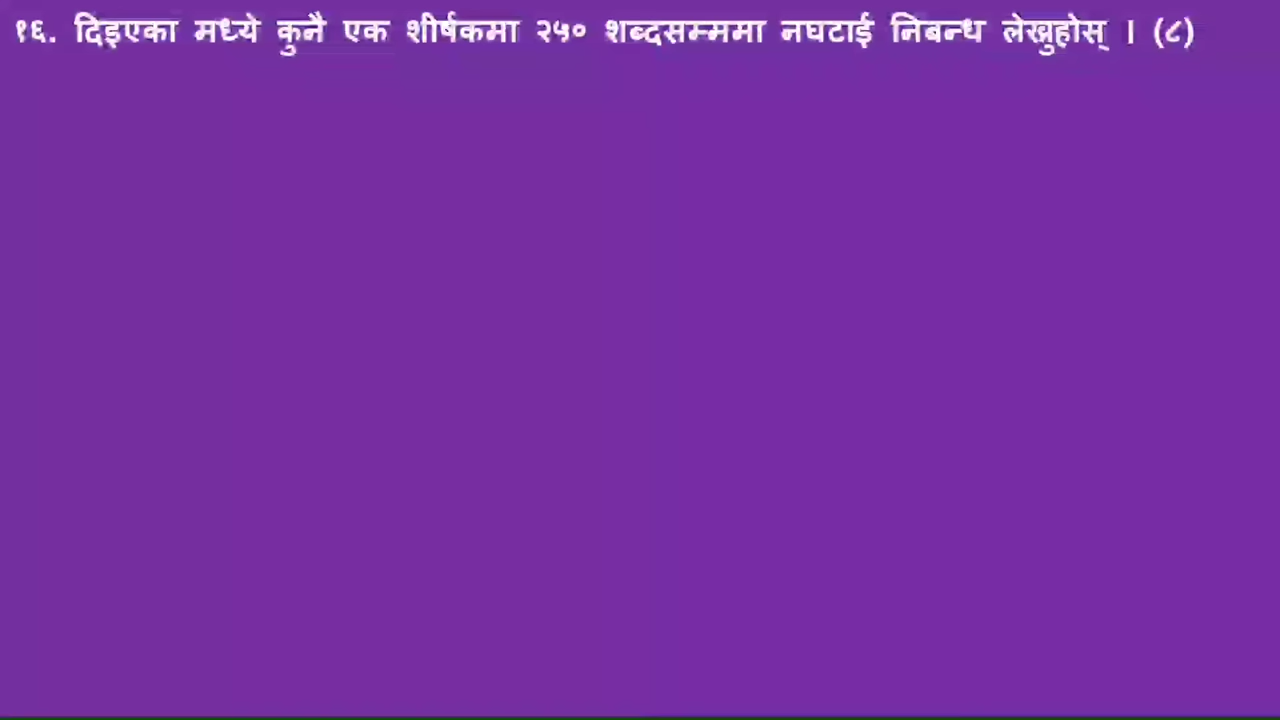 १६. दिइएका मध्ये कुनै एक शीर्षकमा २५० शब्दसम्ममा नघटाई निबन्ध लेख्नुहोस् । (८)